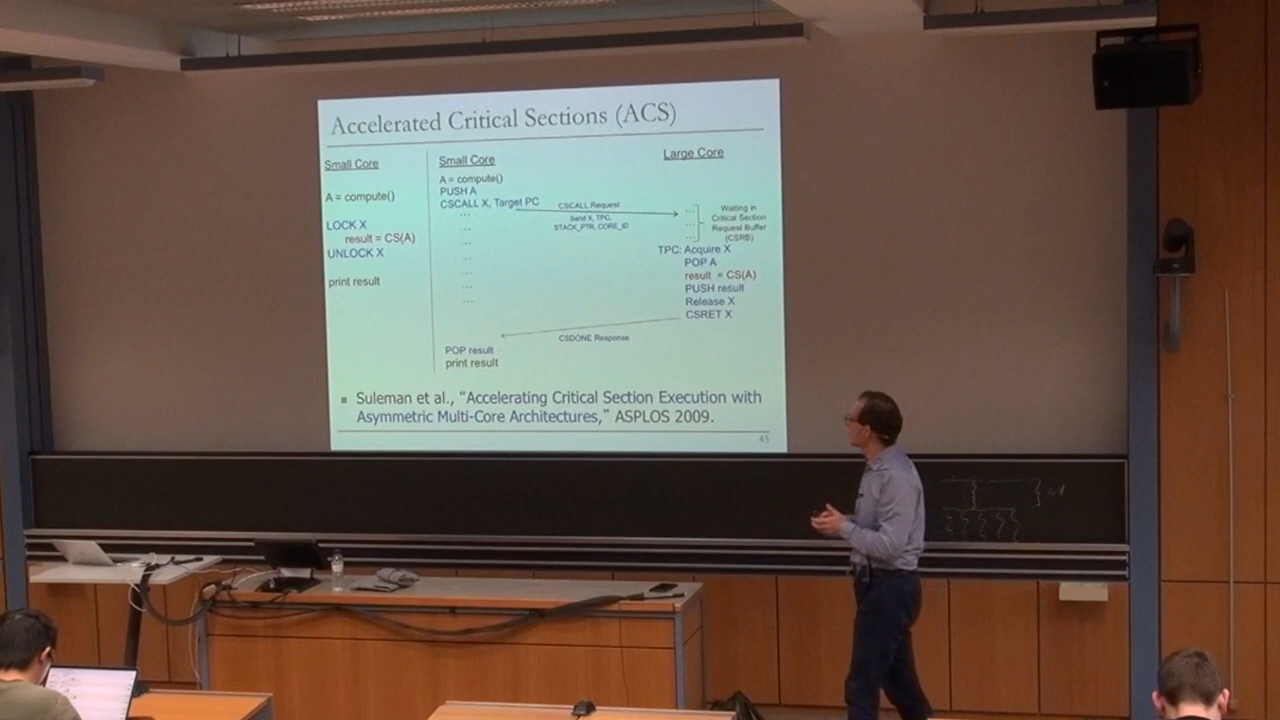 Accelerated Critical Sections (ACS)
Small Core
A = compute()
LOCK X
result = CS(A)
UNLOCK X
print result
Small Core
A = compute()
PUSH A
CSCALL X, Target PC
...
...
...
...
...
...
POP result
print result
CSCALL Request
Send X, TPC,
STACK_PTR, CORE_ID
CSDONE Response
Large Core
...
...
...
Waiting in
Critical Section
Request Buffer
(CSRB)
TPC: Acquire X
POP A
result = CS(A)
PUSH result
Release X
CSRET X
Suleman et al., "Accelerating Critical Section Execution with
Asymmetric Multi-Core Architectures," ASPLOS 2009.
45